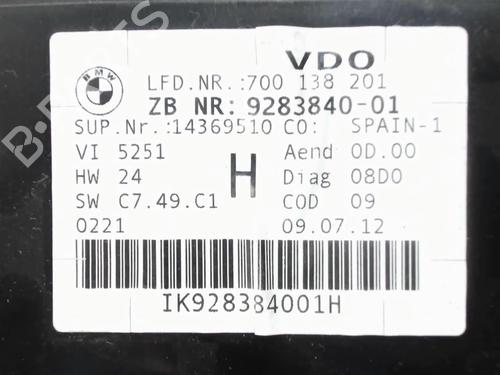 BMW
VDO
LFD.NR.:700 138 201
ZB NR: 9283840-01
SUP.Nr.:14369510 CO: SPAIN-1
VI 5251 Aend 0D.00
HW 24 H Diag 08D0
SW C7.49.C1 COD 09
0221 09.07.12
IK928384001H